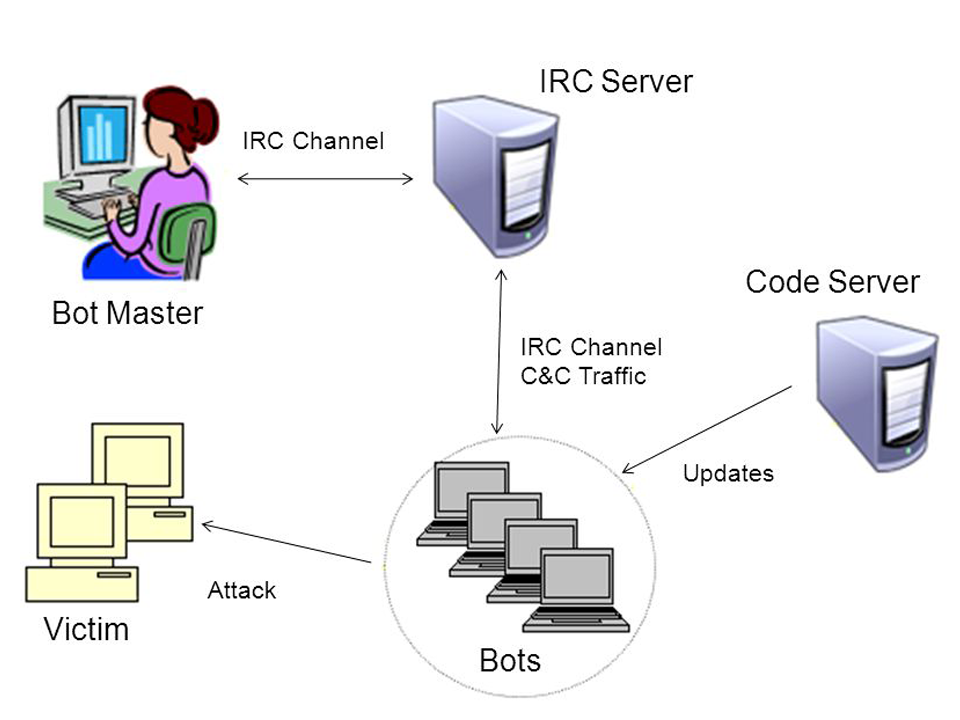 IRC Server
IRC Channel
Code Server
Bot Master
IRC Channel
C&C Traffic
Updates
Attack
Victim
Bots